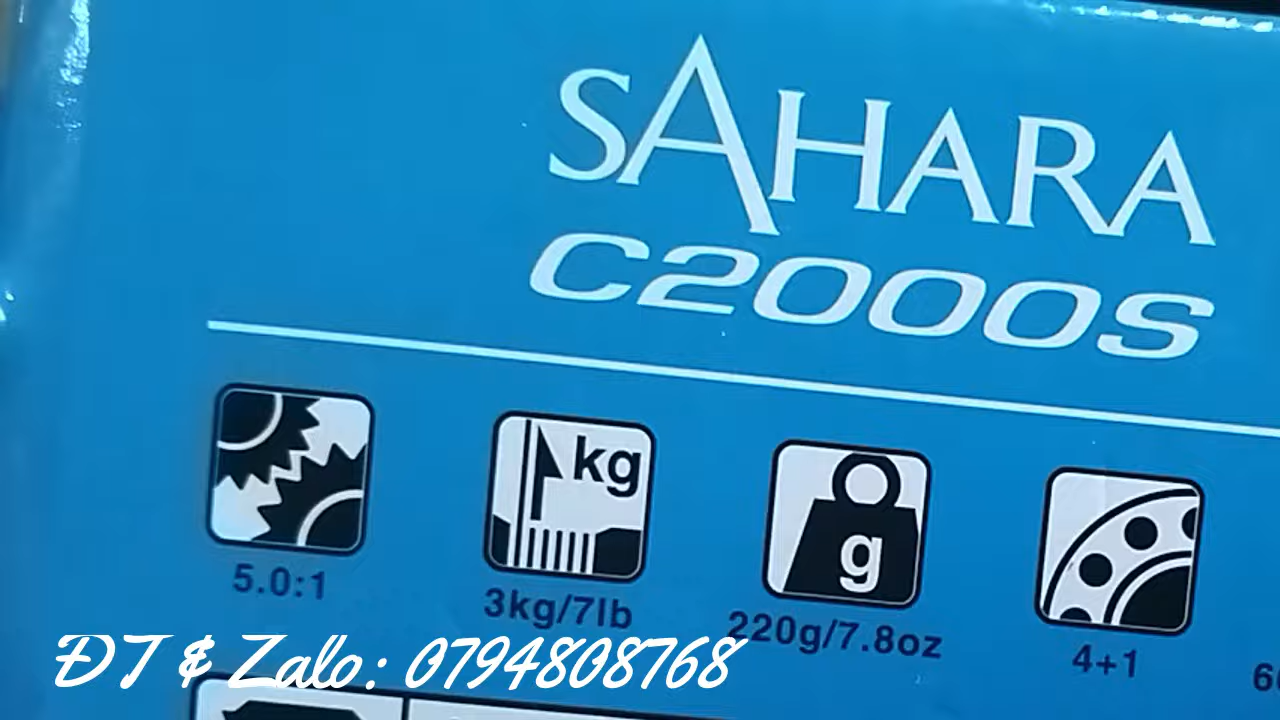 SAHARA
C2000S
kg
g
5.0:1
3kg/7lb
220g/7.8oz
4+1
ĐT & Zalo: 0794808768